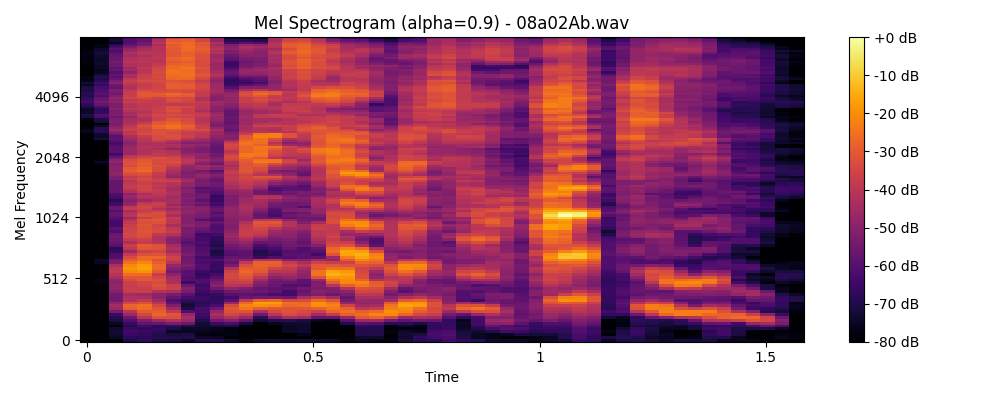 Mel Spectrogram (alpha=0.9) - 08a02Ab.wav
Mel Frequency
4096
2048
1024
512
0
0
0.5
1
1.5
Time
+0 dB
-10 dB
-20 dB
-30 dB
-40 dB
-50 dB
-60 dB
-70 dB
-80 dB